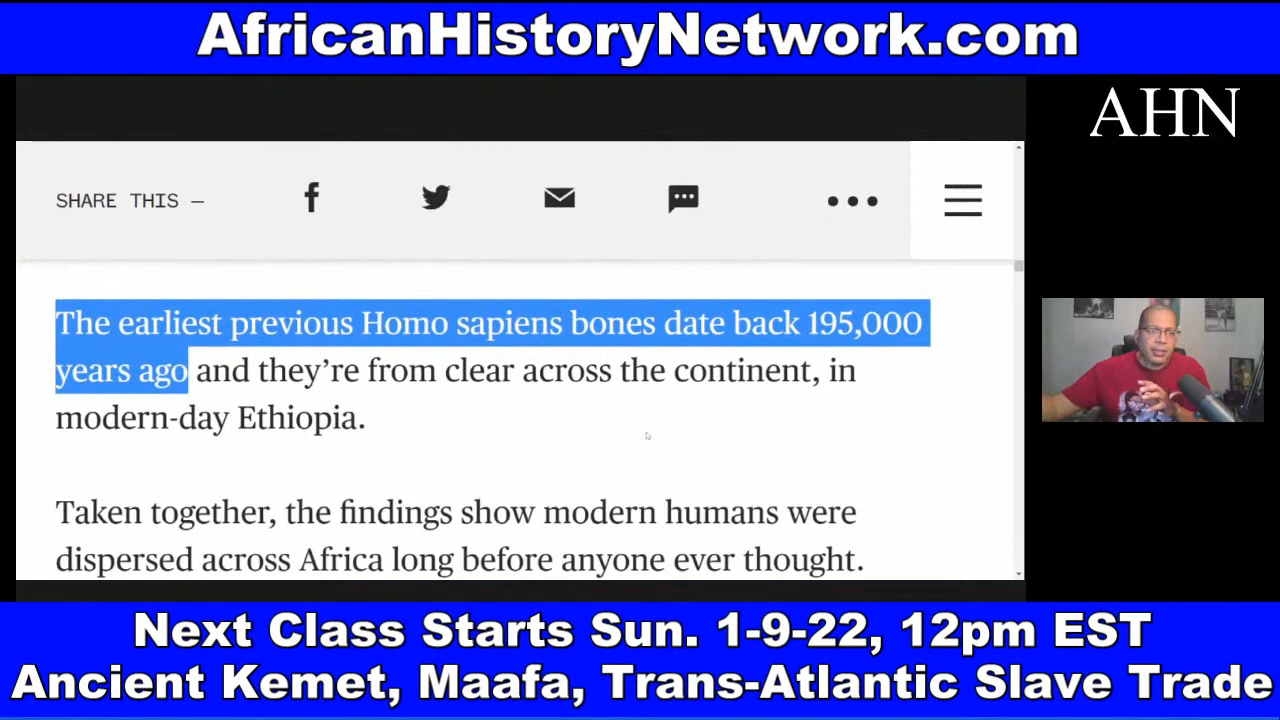 AfricanHistoryNetwork.com
AHN
SHARE THIS —
The earliest previous Homo sapiens bones date back 195,000
years ago and they’re from clear across the continent, in
modern-day Ethiopia.
Taken together, the findings show modern humans were
dispersed across Africa long before anyone ever thought.
Next Class Starts Sun. 1-9-22, 12pm EST
Ancient Kemet, Maafa, Trans-Atlantic Slave Trade